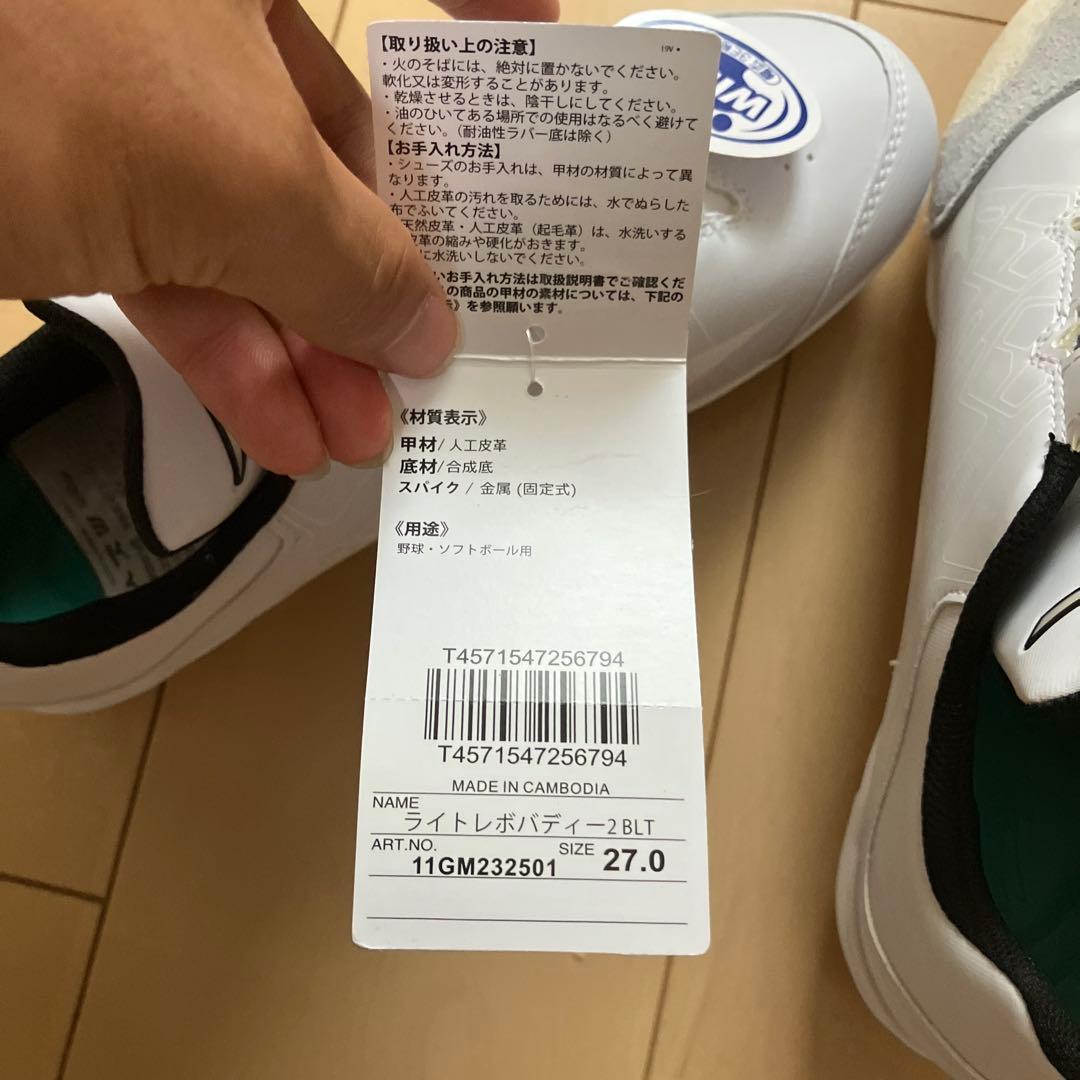 【取り扱い上の注意】
19V •
・火のそばには、絶対に置かないでください。
軟化又は変形することがあります。
・乾燥させるときは、陰干しにしてください。
・油のひいてある場所での使用はなるべく避けて
ください。（耐油性ラバー底は除く）
【お手入れ方法】
・シューズのお手入れは、甲材の材質によって異
なります。
・人工皮革の汚れを取るためには、水でぬらした
布でふいてください。
天然皮革・人工皮革（起毛革）は、水洗いする
皮革の縮みや硬化がおきます。
に水洗いしないでください。
いお手入れ方法は取扱説明書でご確認くだ
の商品の甲材の素材については、下記の
示》を参照願います。
《材質表示》
甲材/ 人工皮革
底材/ 合成底
スパイク / 金属 (固定式)
《用途》
野球・ソフトボール用
T4571547256794
T4571547256794
MADE IN CAMBODIA
NAME
ライトレボバディー2 BLT
ART.NO.
11GM232501
SIZE
27.0